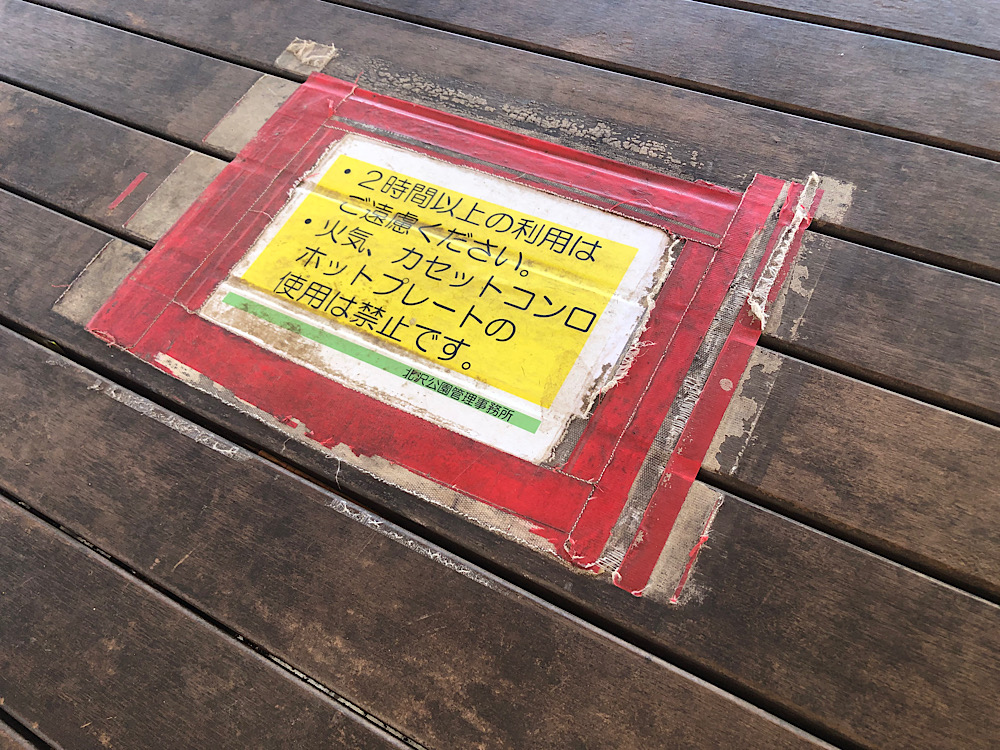 ・2時間以上の利用は
ご遠慮ください。
・火気、カセットコンロ
ホットプレートの
使用は禁止です。
北沢公園管理事務所